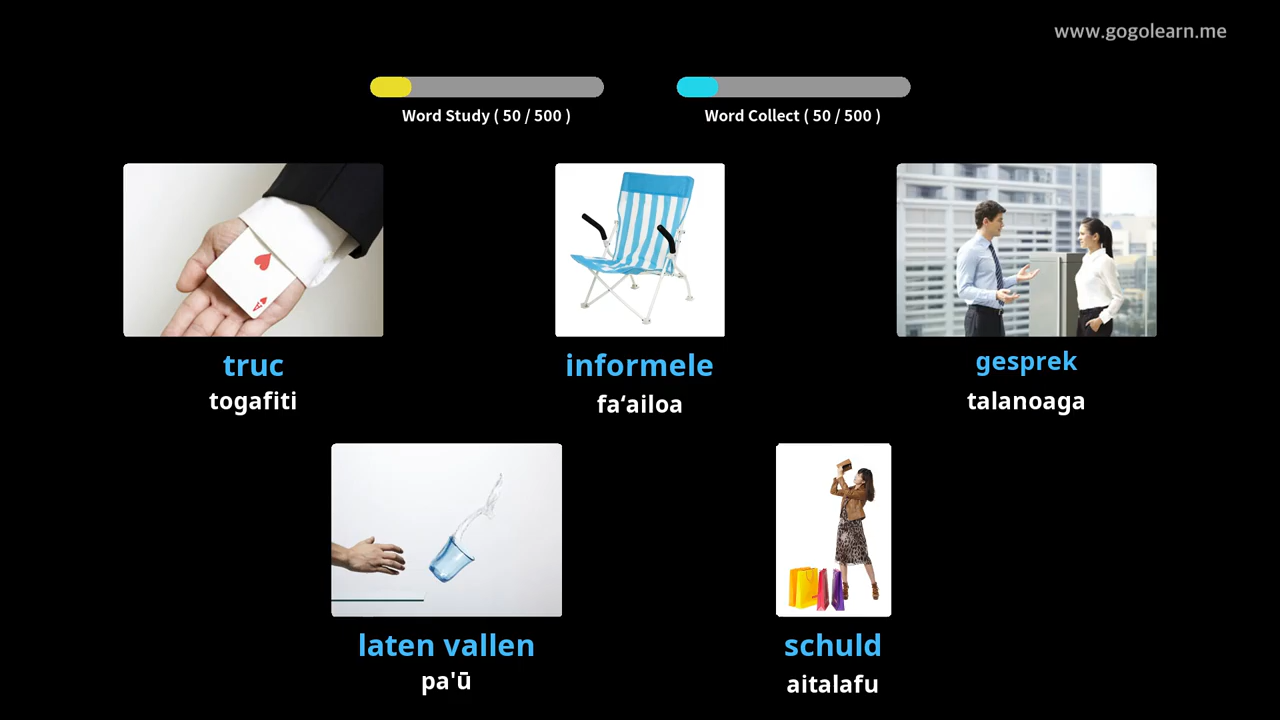 www.gogolearn.me
Word Study ( 50 / 500 )
Word Collect ( 50 / 500 )
truc
togafiti
informele
fa‘ailoa
gesprek
talanoaga
laten vallen
pa'ū
schuld
aitalafu